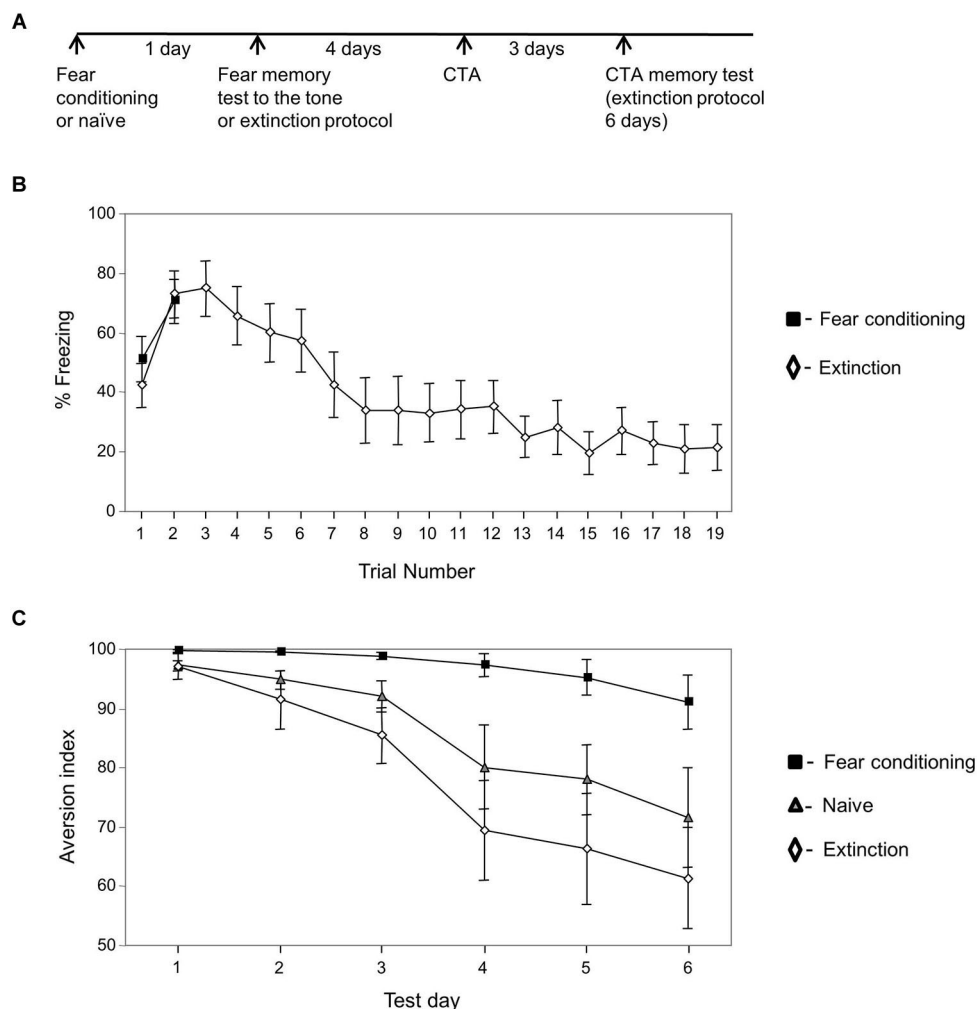 A
1 day 4 days 3 days
Fear
conditioning
or naïve
Fear memory
test to the tone
or extinction protocol
CTA
CTA memory test
(extinction protocol
6 days)
B
100
80
60
40
20
0
% Freezing
1 2 3 4 5 6 7 8 9 10 11 12 13 14 15 16 17 18 19
Trial Number
- Fear conditioning
- Extinction
C
100
90
80
70
60
50
Aversion index
1 2 3 4 5 6
Test day
- Fear conditioning
- Naive
- Extinction